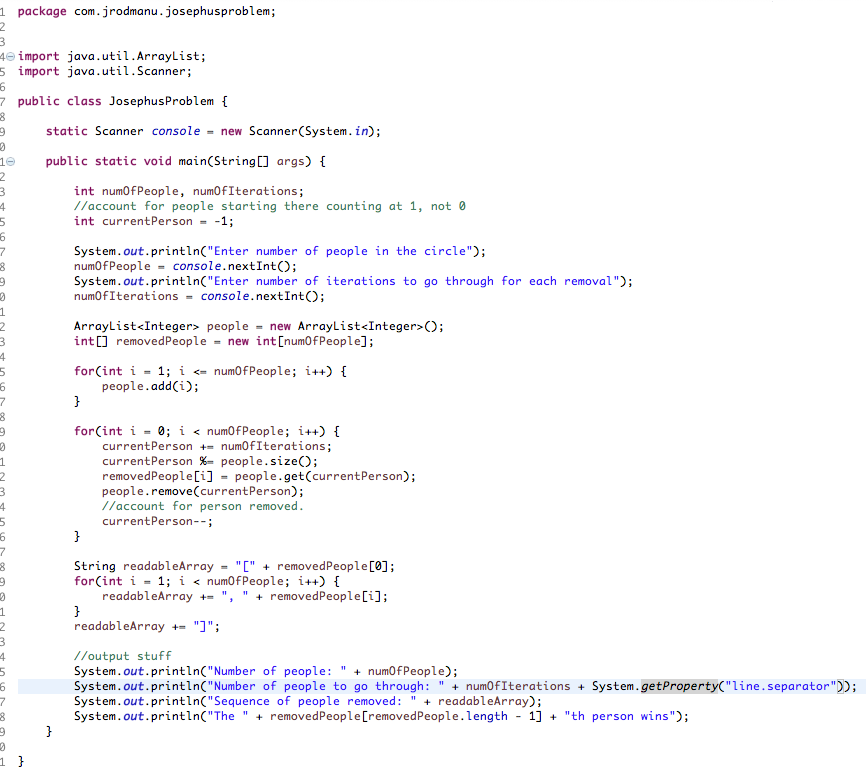 1 package com.jrodmanu.josephusproblem;
2
3
4 import java.util.ArrayList;
5 import java.util.Scanner;
6
7 public class JosephusProblem {
8
9 static Scanner console = new Scanner(System.in);
0
1 public static void main(String[] args) {
2
3 int numOfPeople, numOfIterations;
4 //account for people starting there counting at 1, not 0
5 int currentPerson = -1;
6
7 System.out.println("Enter number of people in the circle");
8 numOfPeople = console.nextInt();
9 System.out.println("Enter number of iterations to go through for each removal");
0 numOfIterations = console.nextInt();
1
2 ArrayList<Integer> people = new ArrayList<Integer>();
3 int[] removedPeople = new int[numOfPeople];
4
5 for(int i = 1; i <= numOfPeople; i++) {
6 people.add(i);
7 }
8
9 for(int i = 0; i < numOfPeople; i++) {
0 currentPerson += numOfIterations;
1 currentPerson %= people.size();
2 removedPeople[i] = people.get(currentPerson);
3 people.remove(currentPerson);
4 //account for person removed.
5 currentPerson--;
6 }
7
8 String readableArray = "[" + removedPeople[0];
9 for(int i = 1; i < numOfPeople; i++) {
0 readableArray += ", " + removedPeople[i];
1 }
2 readableArray += "]";
3
4 //output stuff
5 System.out.println("Number of people: " + numOfPeople);
6 System.out.println("Number of people to go through: " + numOfIterations + System.getProperty("line.separator"));
7 System.out.println("Sequence of people removed: " + readableArray);
8 System.out.println("The " + removedPeople[removedPeople.length - 1] + "th person wins");
9 }
0
1 }